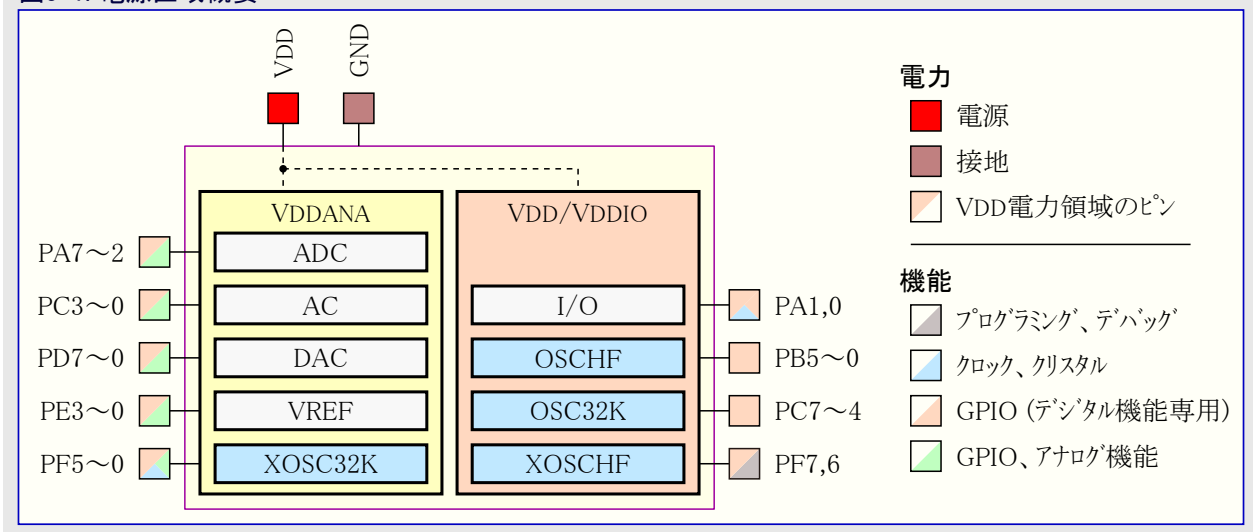 VDD
GND
電力
電源
接地
VDD電力領域のピン
VDDANA
VDD/VDDIO
PA7～2
ADC
機能
PC3～0
AC
I/O
PA1,0
プログラミング、デバッグ
PD7～0
DAC
OSCHF
PB5～0
クロック、クリスタル
PE3～0
VREF
OSC32K
PC7～4
GPIO (デジタル機能専用)
PF5～0
XOSC32K
XOSCHF
PF7,6
GPIO、アナログ機能